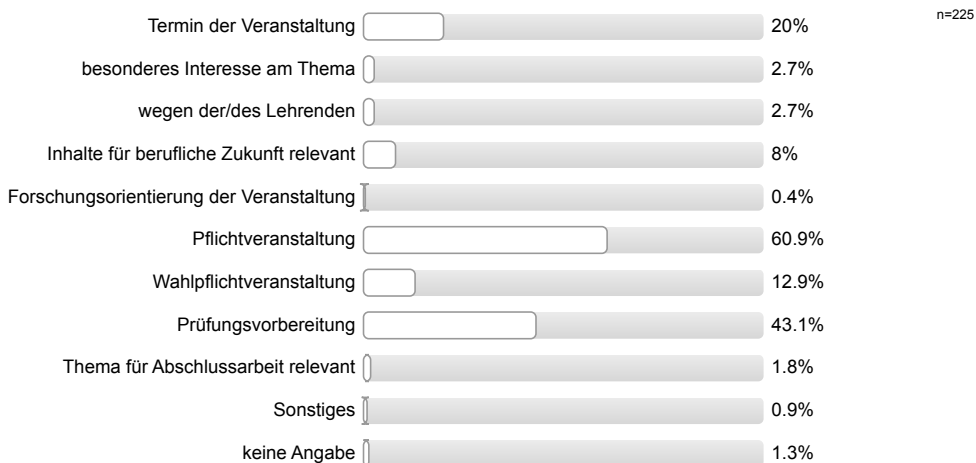 n=225
Termin der Veranstaltung 20%
besonderes Interesse am Thema 2.7%
wegen der/des Lehrenden 2.7%
Inhalte für berufliche Zukunft relevant 8%
Forschungsorientierung der Veranstaltung 0.4%
Pflichtveranstaltung 60.9%
Wahlpflichtveranstaltung 12.9%
Prüfungsvorbereitung 43.1%
Thema für Abschlussarbeit relevant 1.8%
Sonstiges 0.9%
keine Angabe 1.3%